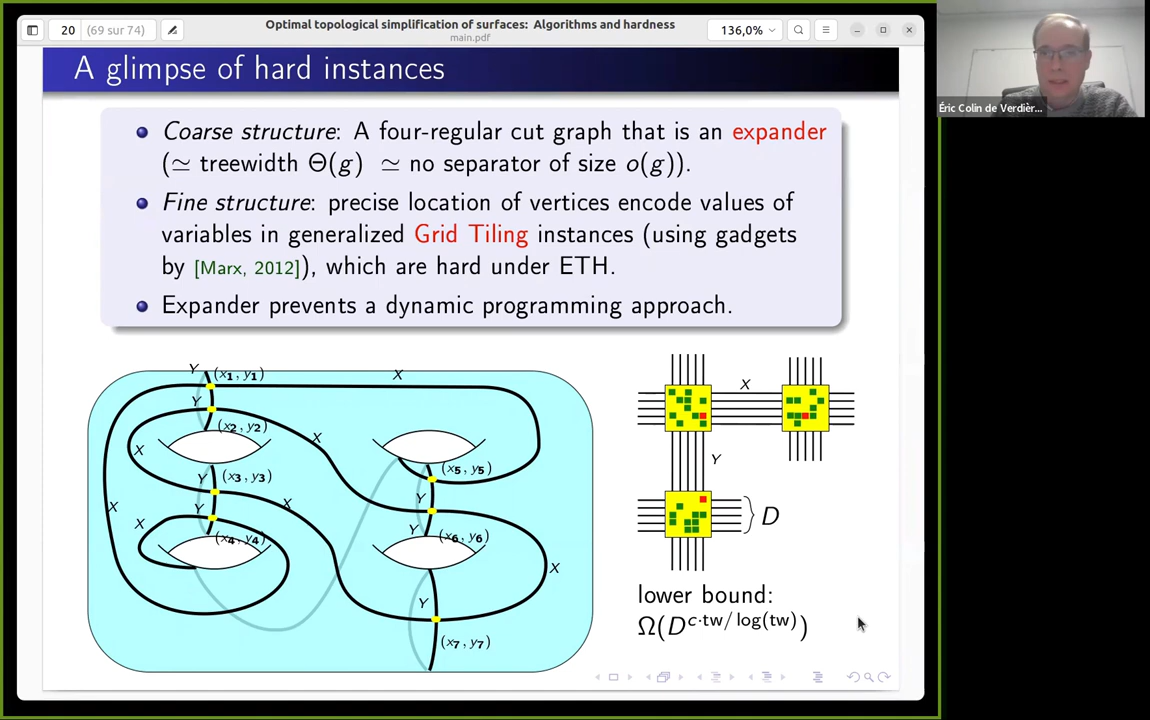 20 (69 sur 74)
Optimal topological simplification of surfaces: Algorithms and hardness
main.pdf
136,0%
A glimpse of hard instances
Coarse structure: A four-regular cut graph that is an expander
(≃ treewidth Θ(g) ≃ no separator of size o(g)).
Fine structure: precise location of vertices encode values of
variables in generalized Grid Tiling instances (using gadgets
by [Marx, 2012]), which are hard under ETH.
Expander prevents a dynamic programming approach.
Y (x₁, y₁) X
Y
(x₂, y₂)
X
X
Y (x₃, y₃)
X
X
Y
X
(x₄, y₄)
(x₅, y₅)
Y
Y
(x₆, y₆)
X
Y
(x₇, y₇)
X
Y
D
lower bound:
Ω(D^{c·tw/ log(tw)})
Éric Colin de Verdièr...